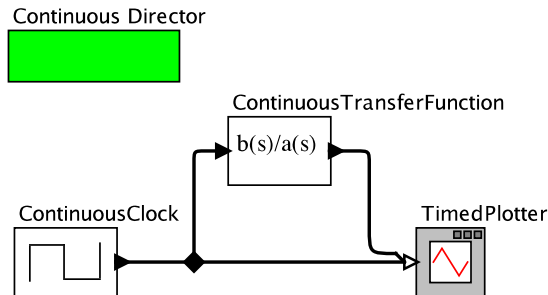 Continuous Director
ContinuousTransferFunction
b(s)/a(s)
ContinuousClock
TimedPlotter